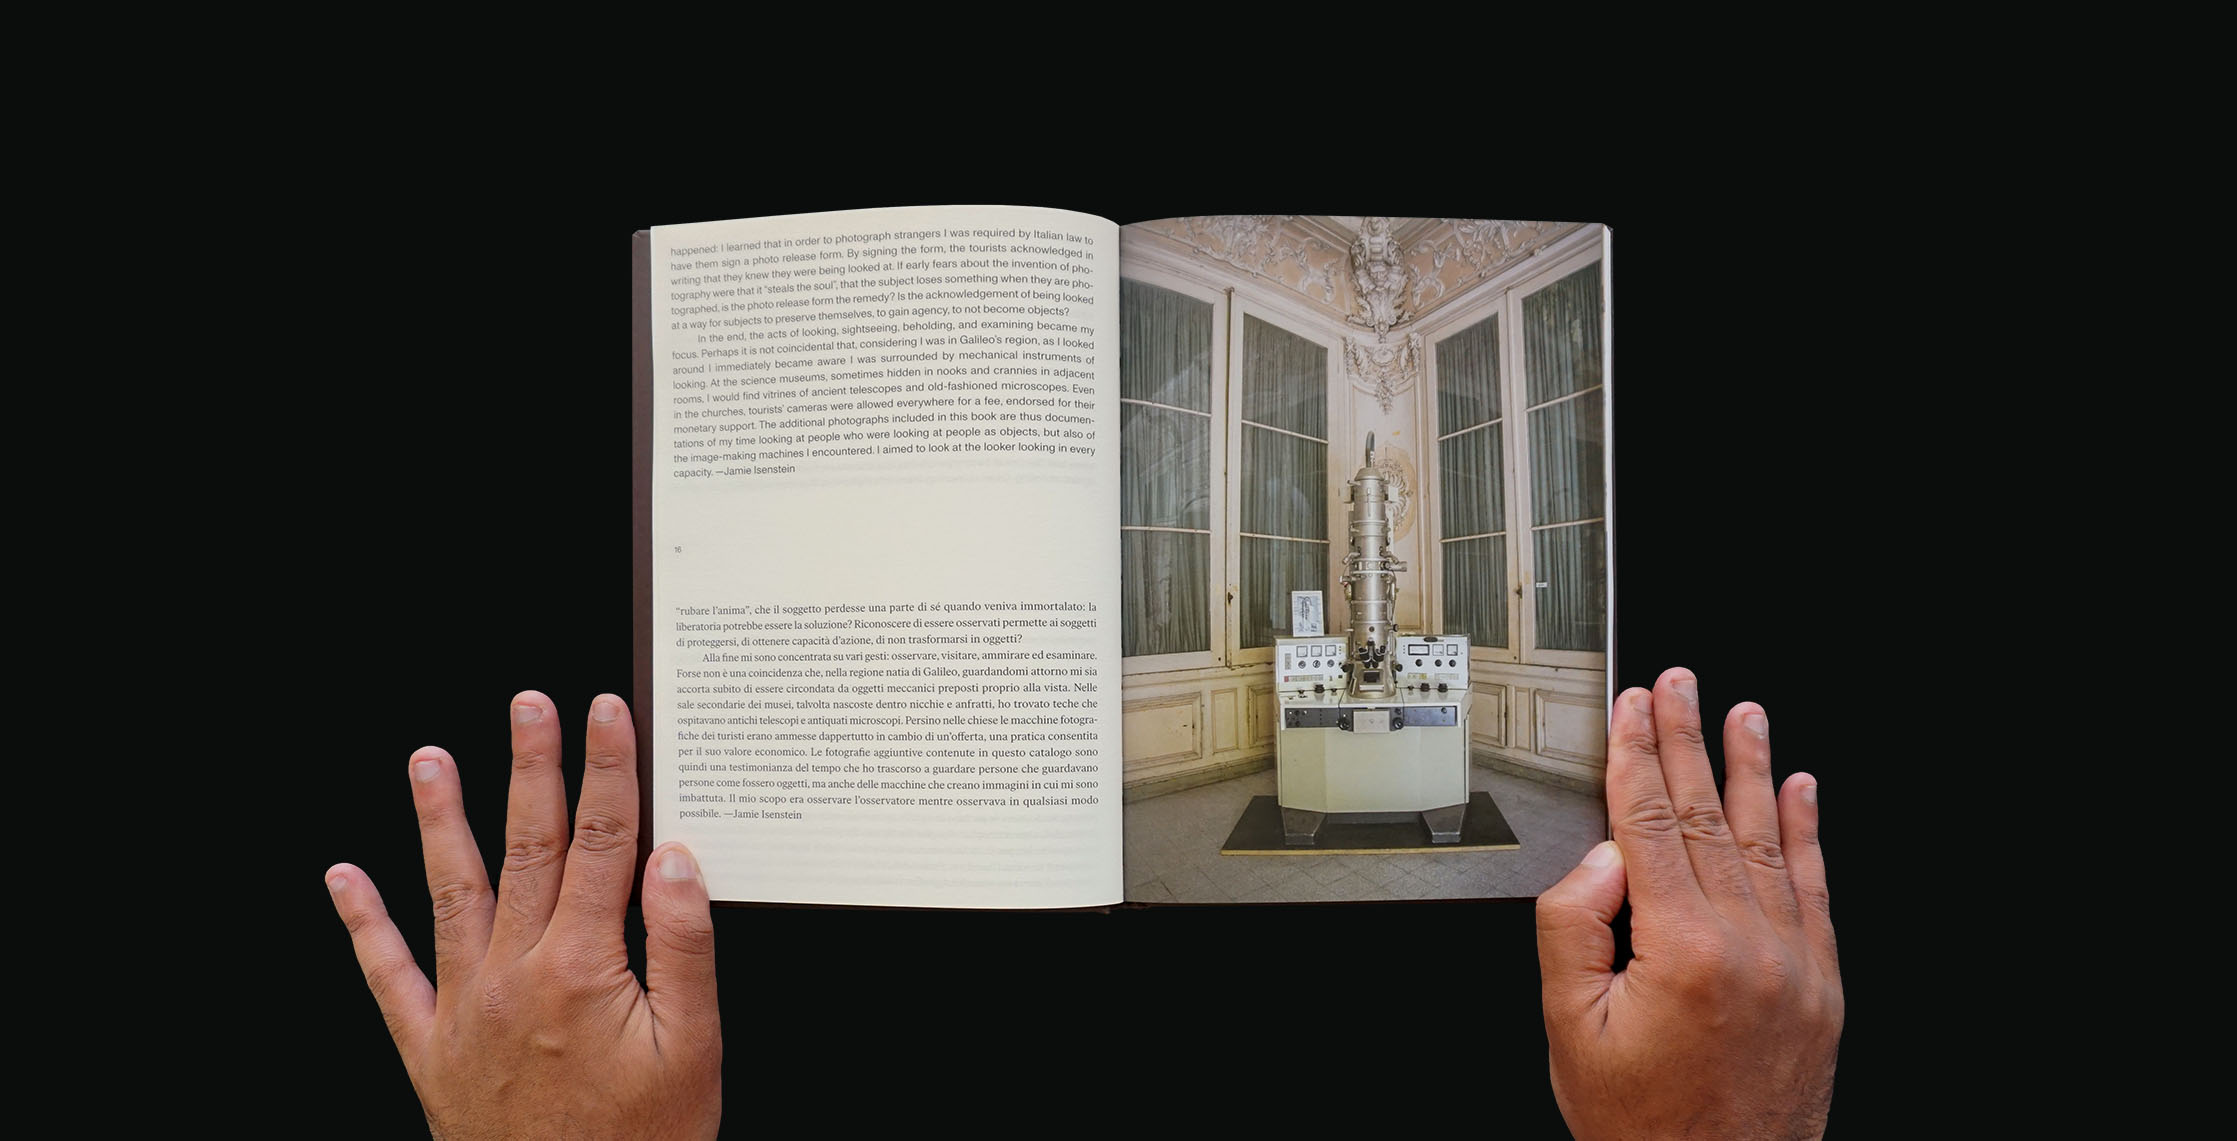 happened: I learned that in order to photograph strangers I was required by Italian law to
have them sign a photo release form. By signing the form, the tourists acknowledged in
writing that they knew they were being looked at. If early fears about the invention of pho-
tography were that it “steals the soul”, that the subject loses something when they are pho-
tographed, is the photo release form the remedy? Is the acknowledgement of being looked
at a way for subjects to preserve themselves, to gain agency, to not become objects?
In the end, the acts of looking, sightseeing, beholding, and examining became my
focus. Perhaps it is not coincidental that, considering I was in Galileo’s region, as I looked
around I immediately became aware I was surrounded by mechanical instruments of
looking. At the science museums, sometimes hidden in nooks and crannies in adjacent
rooms, I would find vitrines of ancient telescopes and old-fashioned microscopes. Even
in the churches, tourists’ cameras were allowed everywhere for a fee, endorsed for their
monetary support. The additional photographs included in this book are thus documen-
tations of my time looking at people who were looking at people as objects, but also of
the image-making machines I encountered. I aimed to look at the looker looking in every
capacity. —Jamie Isenstein
16
“rubare l’anima”, che il soggetto perdesse una parte di sé quando veniva immortalato: la
liberatoria potrebbe essere la soluzione? Riconoscere di essere osservati permette ai soggetti
di proteggersi, di ottenere capacità d’azione, di non trasformarsi in oggetti?
Alla fine mi sono concentrata su vari gesti: osservare, visitare, ammirare ed esaminare.
Forse non è una coincidenza che, nella regione natia di Galileo, guardandomi attorno mi sia
accorta subito di essere circondata da oggetti meccanici preposti proprio alla vista. Nelle
sale secondarie dei musei, talvolta nascoste dentro nicchie e anfratti, ho trovato teche che
ospitavano antichi telescopi e antiquati microscopi. Persino nelle chiese le macchine fotogra-
fiche dei turisti erano ammesse dappertutto in cambio di un’offerta, una pratica consentita
per il suo valore economico. Le fotografie aggiuntive contenute in questo catalogo sono
quindi una testimonianza del tempo che ho trascorso a guardare persone che guardavano
persone come fossero oggetti, ma anche delle macchine che creano immagini in cui mi sono
imbattuta. Il mio scopo era osservare l’osservatore mentre osservava in qualsiasi modo
possibile. —Jamie Isenstein